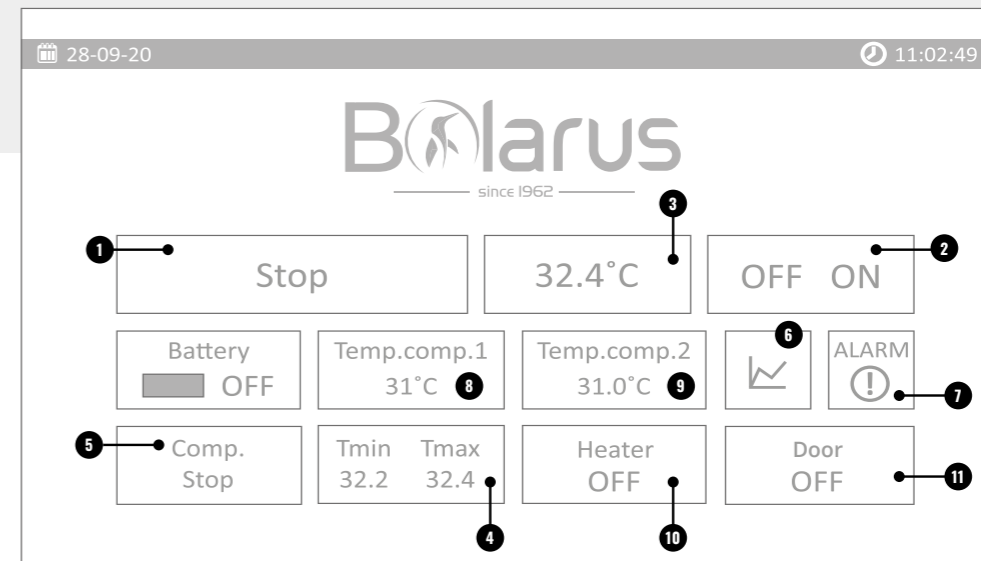 28-09-20 11:02:49
Bolarus
since 1962
3
1 2
Stop 32.4°C OFF ON
6
Battery Temp.comp.1 Temp.comp.2 ALARM
OFF 31°C 8 31.0°C 9 7
5 Comp. Tmin Tmax Heater Door
Stop 32.2 32.4 OFF OFF 11
4 10